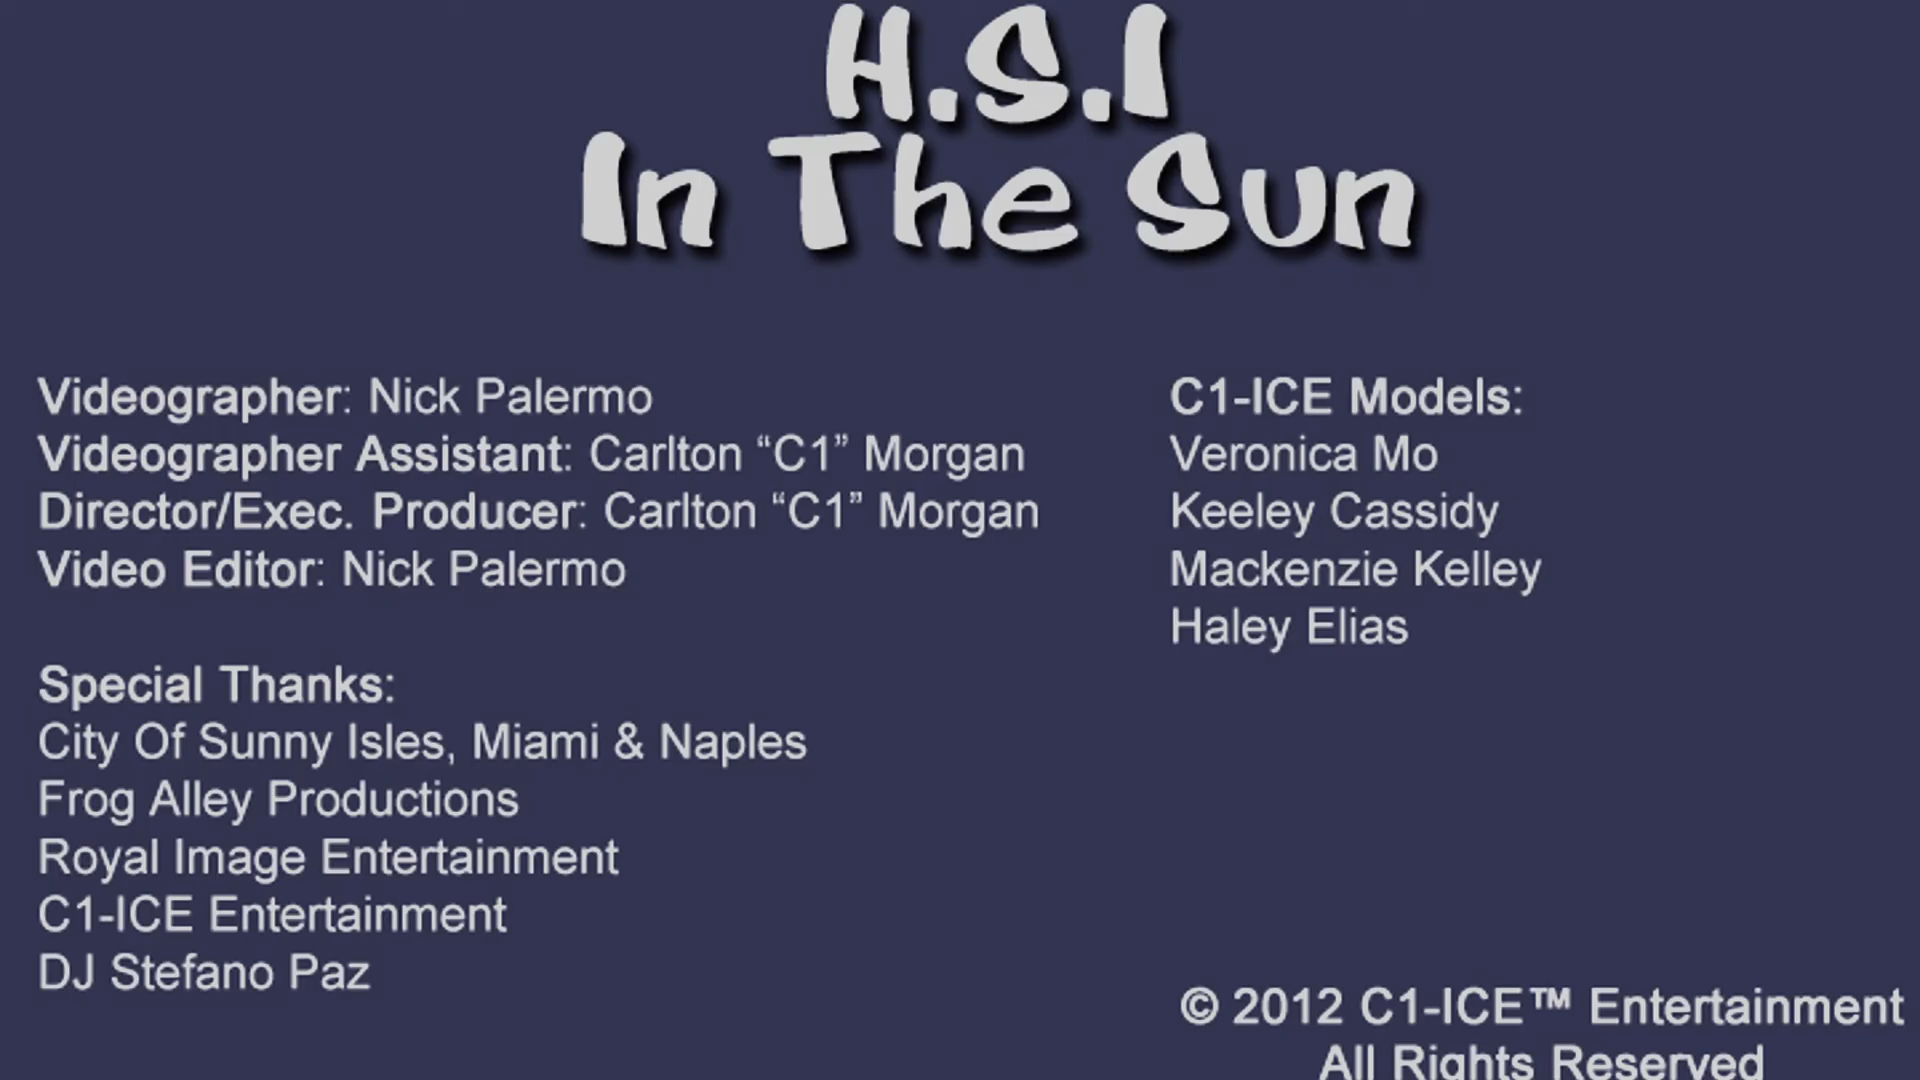 H.S.I
In The Sun
Videographer: Nick Palermo
Videographer Assistant: Carlton “C1” Morgan
Director/Exec. Producer: Carlton “C1” Morgan
Video Editor: Nick Palermo
Special Thanks:
City Of Sunny Isles, Miami & Naples
Frog Alley Productions
Royal Image Entertainment
C1-ICE Entertainment
DJ Stefano Paz
C1-ICE Models:
Veronica Mo
Keeley Cassidy
Mackenzie Kelley
Haley Elias
© 2012 C1-ICE™ Entertainment
All Rights Reserved